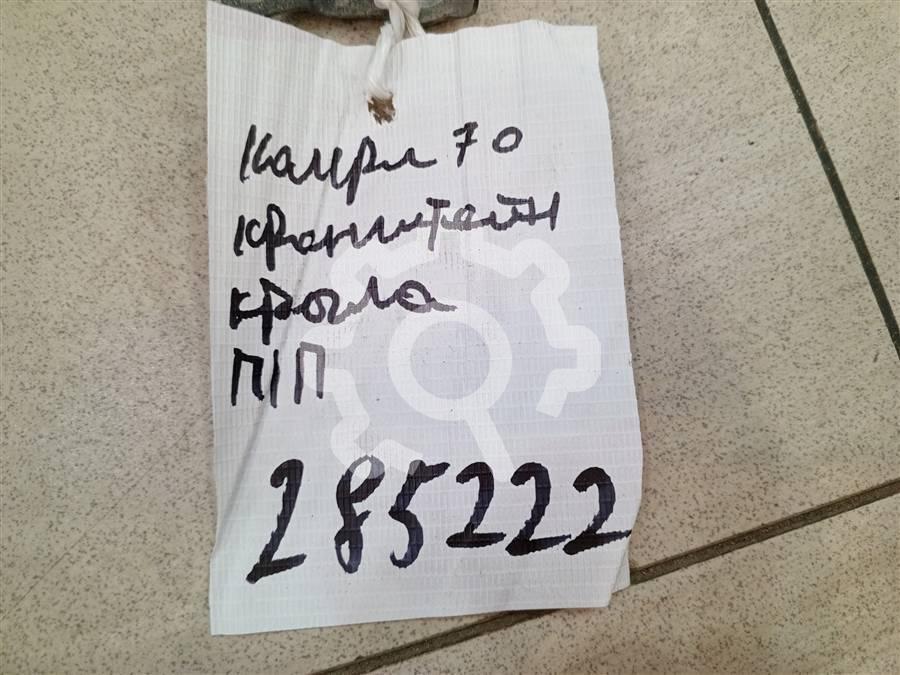 Камри 70
кронштейн
крыла
П/П
285222